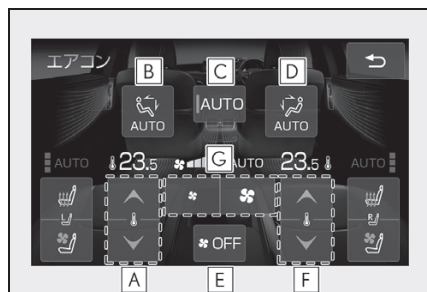 エアコン
B C D
AUTO AUTO AUTO
G
AUTO 23.5 AUTO 23.5 AUTO
L R
OFF
A E F